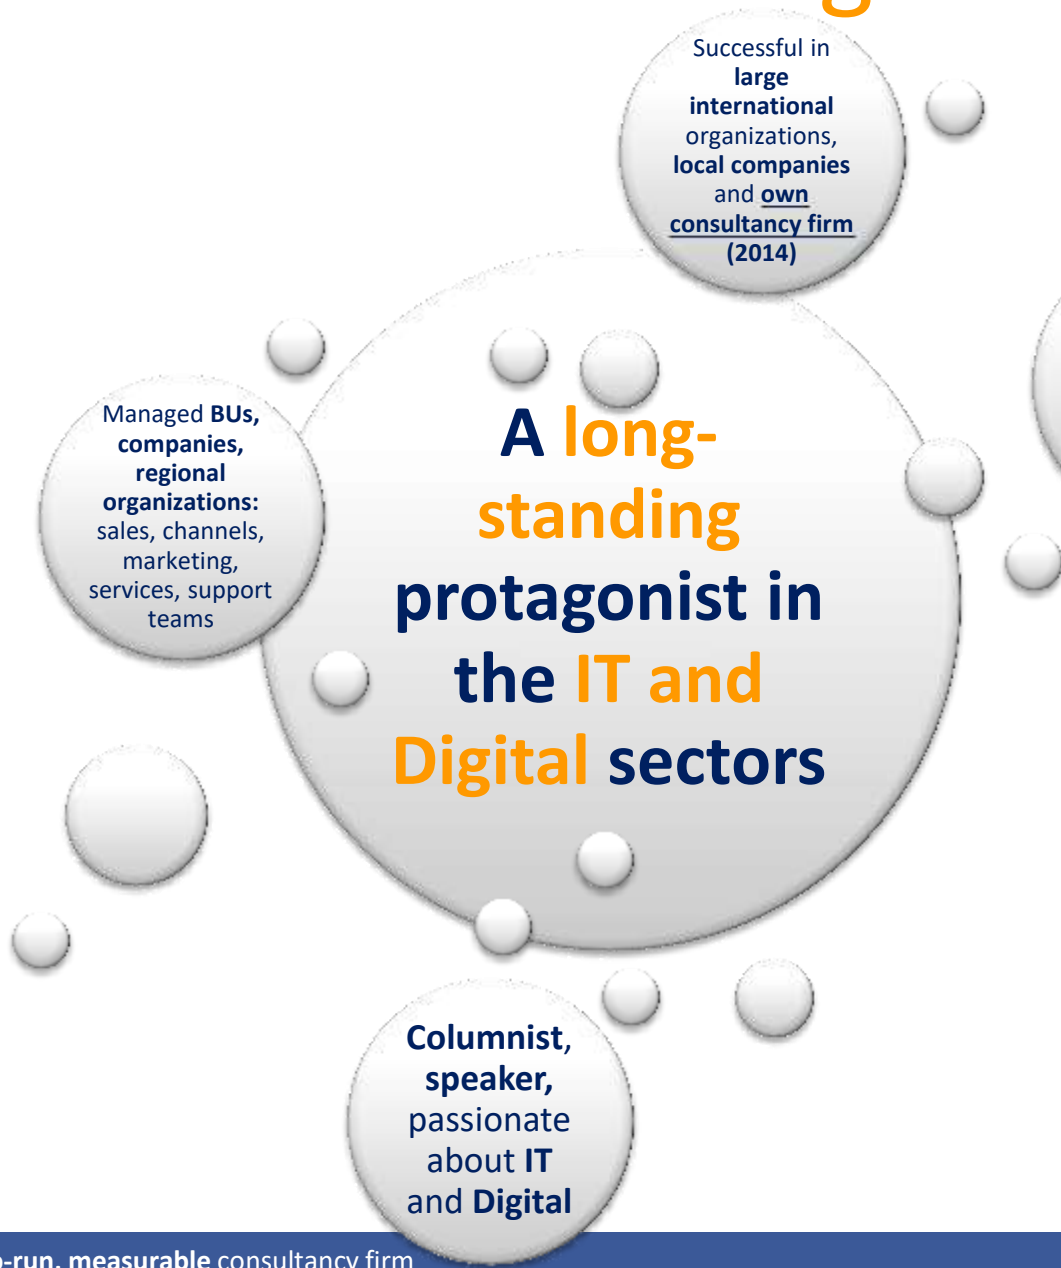 Successful in
large
international
organizations,
local companies
and own
consultancy firm
(2014)
Managed BUs,
companies,
regional
organizations:
sales, channels,
marketing,
services, support
teams
A long-
standing
protagonist in
the IT and
Digital sectors
Columnist,
speaker,
passionate
about IT
and Digital
-run, measurable consultancy firm